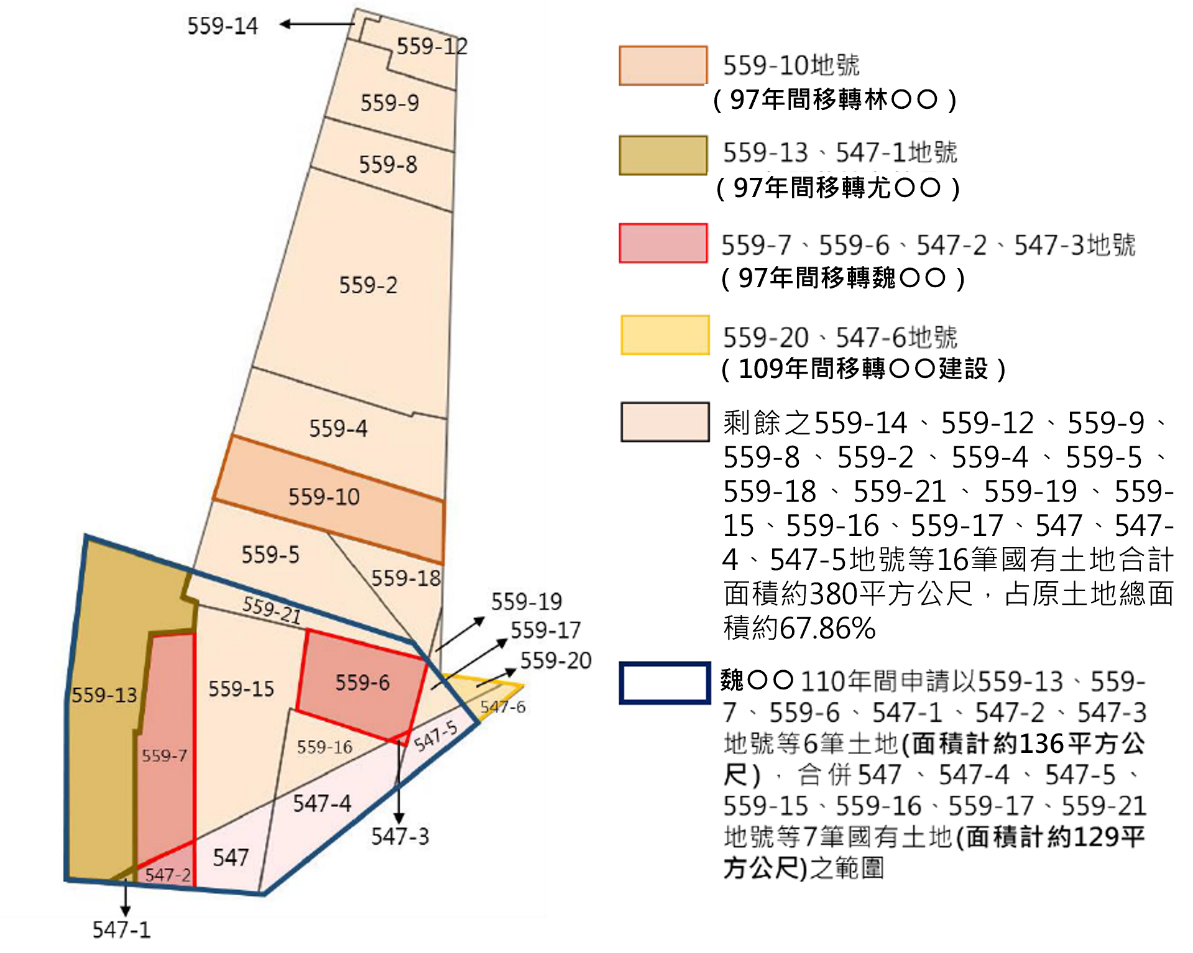 559-14
559-12
559-9
559-8
559-2
559-4
559-10
559-5
559-18
559-21
559-19
559-17
559-20
559-13
559-15
559-6
547-6
559-7
559-16
547-5
547-4
547-3
547
547-2
547-1
559-10地號
(97年間移轉林〇〇)
559-13、547-1地號
(97年間移轉尤〇〇)
559-7、559-6、547-2、547-3地號
(97年間移轉魏〇〇)
559-20、547-6地號
(109年間移轉〇〇建設)
剩餘之559-14、559-12、559-9、
559-8、559-2、559-4、559-5、
559-18、559-21、559-19、559-
15、559-16、559-17、547、547-
4、547-5地號等16筆國有土地合計
面積約380平方公尺，占原土地總面
積約67.86%
魏〇〇110年間申請以559-13、559-
7、559-6、547-1、547-2、547-3
地號等6筆土地(面積計約136平方公
尺)，合併547、547-4、547-5、
559-15、559-16、559-17、559-21
地號等7筆國有土地(面積計約129平
方公尺)之範圍